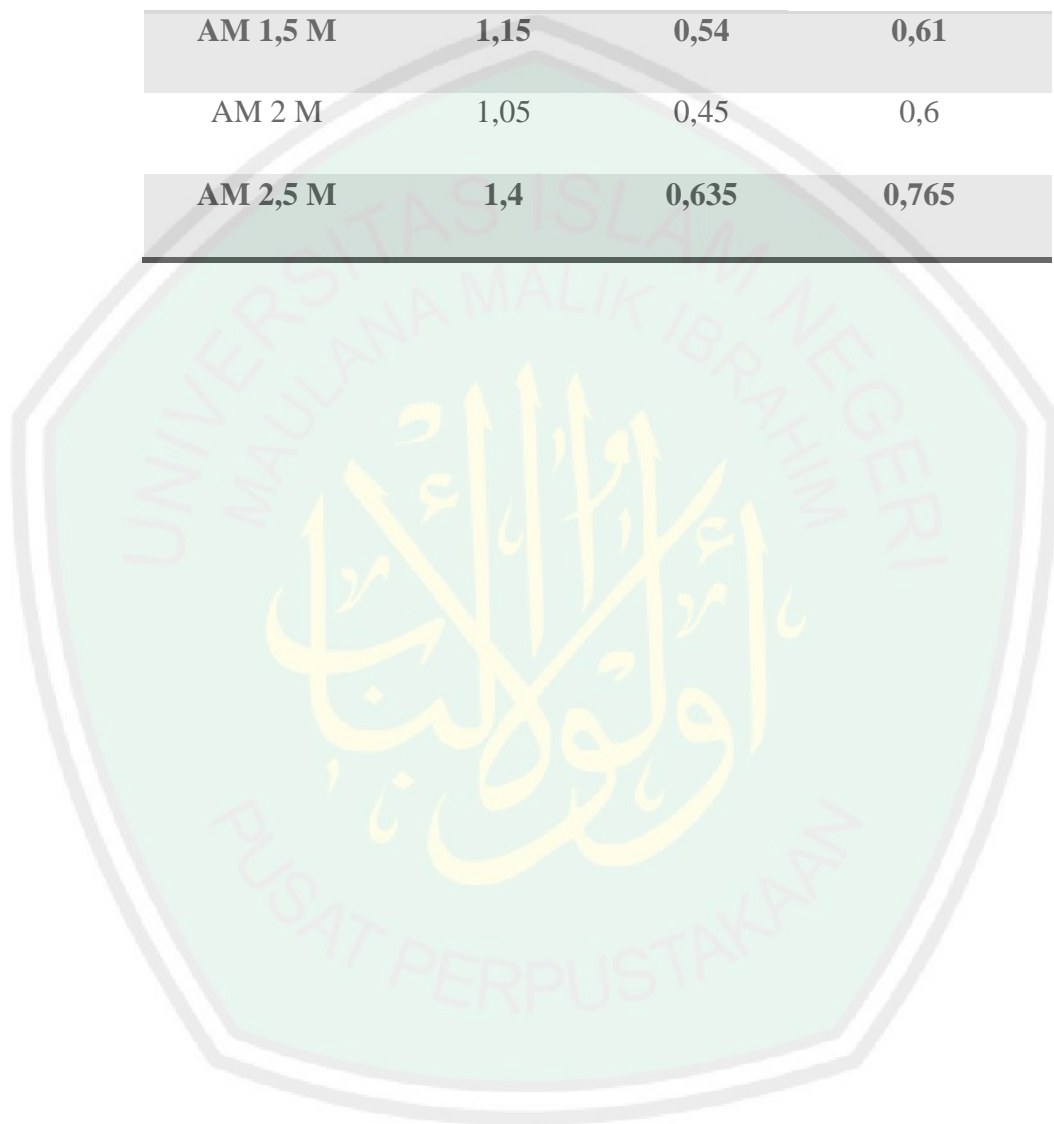 AM 1,5 M 1,15 0,54 0,61
AM 2 M 1,05 0,45 0,6
AM 2,5 M 1,4 0,635 0,765
UNIVERSITAS ISLAM NEGERI
MAULANA MALIK IBRAHIM
أولوا الألباب
PUSAT PERPUSTAKAAN